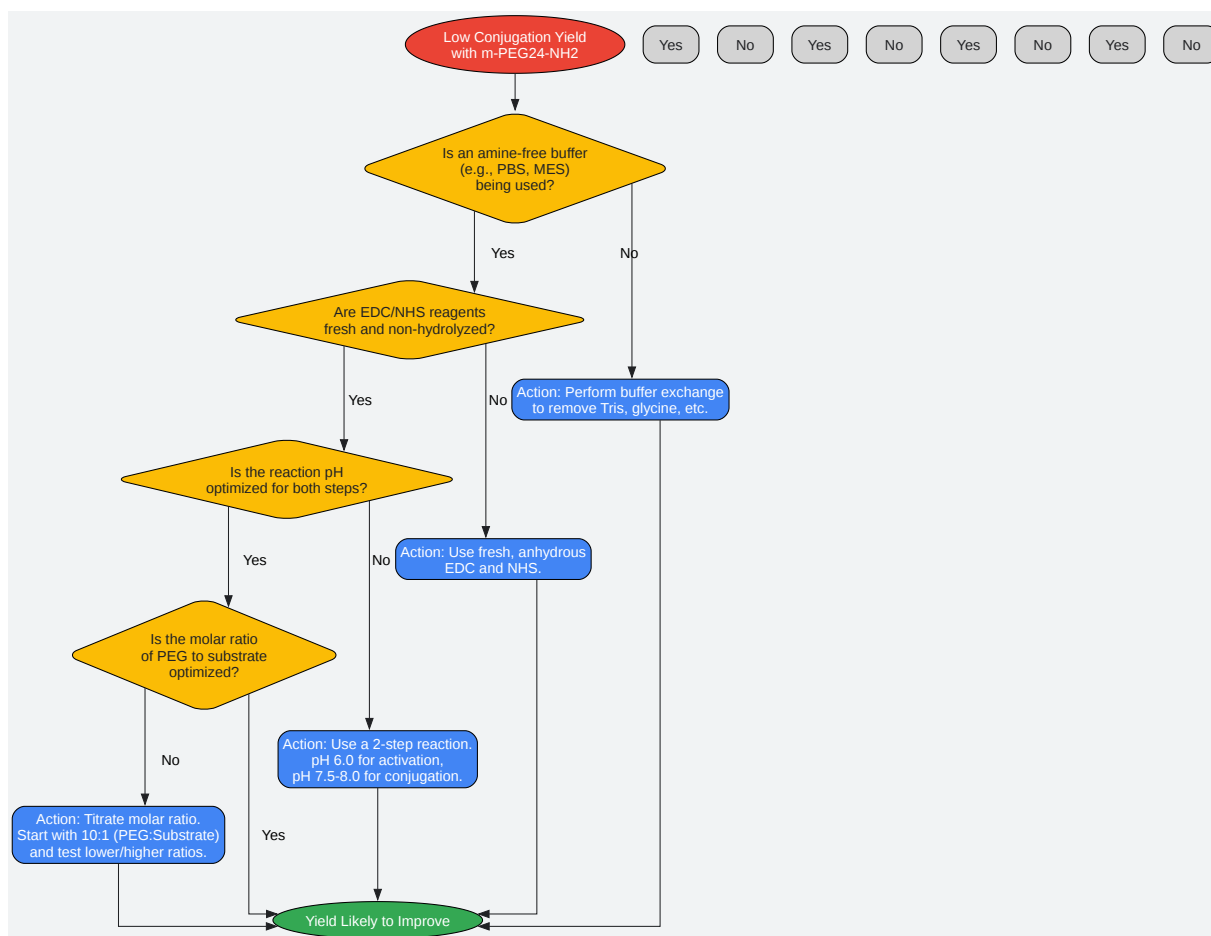 Low Conjugation Yield
with m-PEG24-NH2
Yes
No
Yes
No
Yes
No
Yes
No
Is an amine-free buffer
(e.g., PBS, MES)
being used?
Yes
No
Are EDC/NHS reagents
fresh and non-hydrolyzed?
Yes
No
Action: Perform buffer exchange
to remove Tris, glycine, etc.
Is the reaction pH
optimized for both steps?
Yes
No
Action: Use fresh, anhydrous
EDC and NHS.
Is the molar ratio
of PEG to substrate
optimized?
No
Yes
Action: Use a 2-step reaction.
pH 6.0 for activation,
pH 7.5-8.0 for conjugation.
Action: Titrate molar ratio.
Start with 10:1 (PEG:Substrate)
and test lower/higher ratios.
Yield Likely to Improve